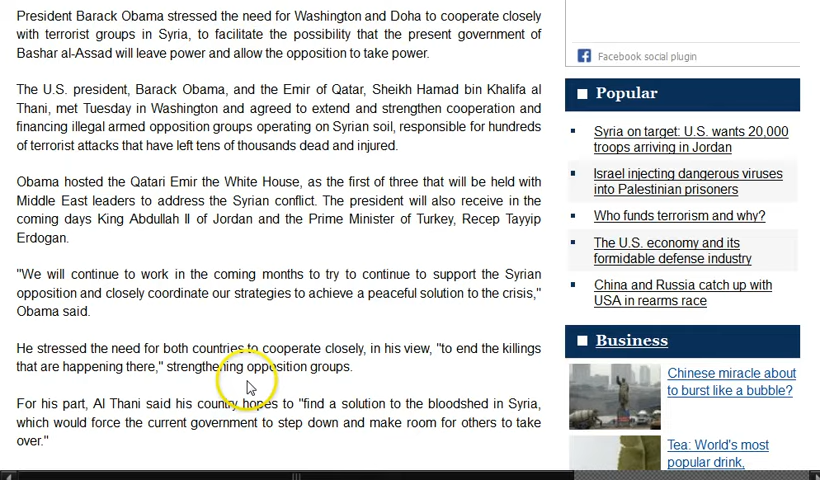 President Barack Obama stressed the need for Washington and Doha to cooperate closely
with terrorist groups in Syria, to facilitate the possibility that the present government of
Bashar al-Assad will leave power and allow the opposition to take power.
The U.S. president, Barack Obama, and the Emir of Qatar, Sheikh Hamad bin Khalifa al
Thani, met Tuesday in Washington and agreed to extend and strengthen cooperation and
financing illegal armed opposition groups operating on Syrian soil, responsible for hundreds
of terrorist attacks that have left tens of thousands dead and injured.
Obama hosted the Qatari Emir the White House, as the first of three that will be held with
Middle East leaders to address the Syrian conflict. The president will also receive in the
coming days King Abdullah II of Jordan and the Prime Minister of Turkey, Recep Tayyip
Erdogan.
"We will continue to work in the coming months to try to continue to support the Syrian
opposition and closely coordinate our strategies to achieve a peaceful solution to the crisis,"
Obama said.
He stressed the need for both countries to cooperate closely, in his view, "to end the killings
that are happening there," strengthening opposition groups.
For his part, Al Thani said his country hopes to "find a solution to the bloodshed in Syria,
which would force the current government to step down and make room for others to take
over."
Facebook social plugin
Popular
Syria on target: U.S. wants 20,000
troops arriving in Jordan
Israel injecting dangerous viruses
into Palestinian prisoners
Who funds terrorism and why?
The U.S. economy and its
formidable defense industry
China and Russia catch up with
USA in rearms race
Business
Chinese miracle about
to burst like a bubble?
Tea: World's most
popular drink.